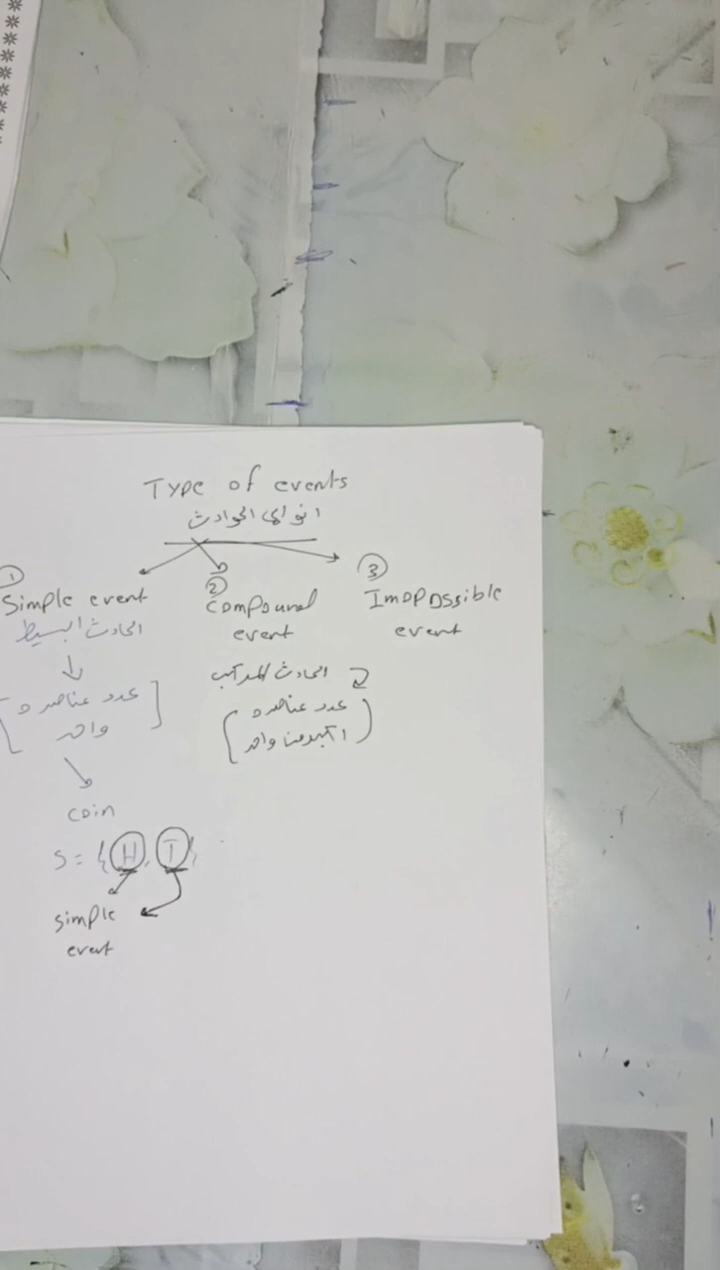 Type of events
انواع الحوادث
1
Simple event
الحادث البسيط
[عدد عناصره
واحد]
coin
S = {H, T}
simple
event
2
Compound
event
الحادث المركب
(عدد عناصره
اكبر من واحد)
3
Imopossible
event